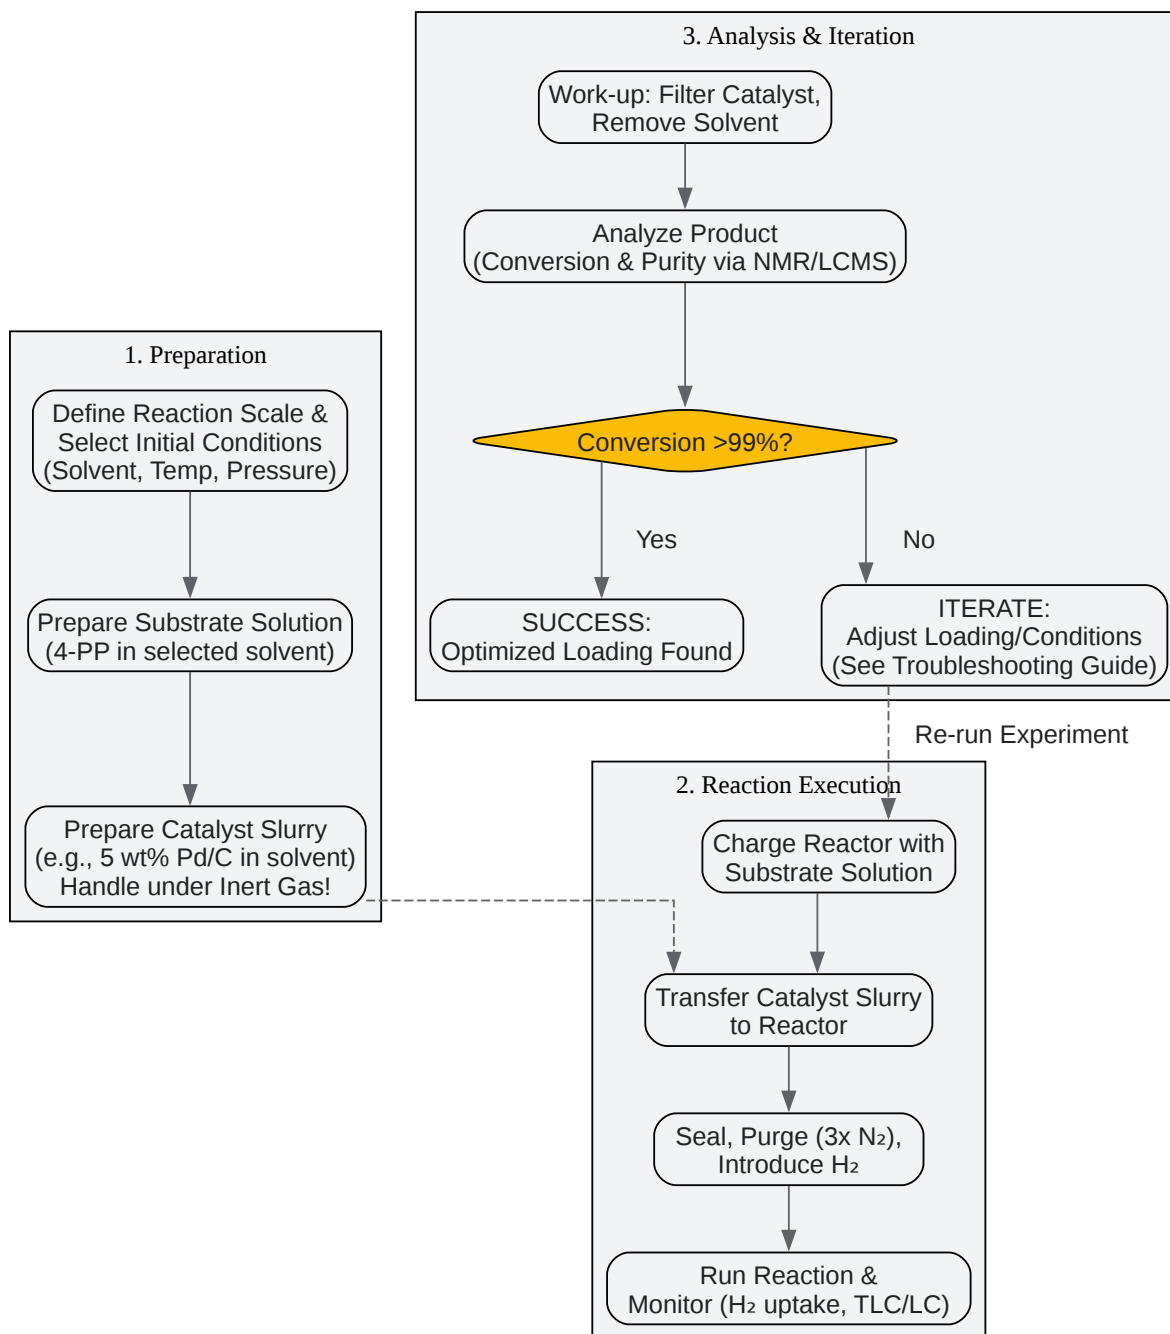 3. Analysis & Iteration
Work-up: Filter Catalyst,
Remove Solvent
Analyze Product
(Conversion & Purity via NMR/LCMS)
Conversion >99%?
Yes
No
SUCCESS:
Optimized Loading Found
ITERATE:
Adjust Loading/Conditions
(See Troubleshooting Guide)
Re-run Experiment
1. Preparation
Define Reaction Scale &
Select Initial Conditions
(Solvent, Temp, Pressure)
Prepare Substrate Solution
(4-PP in selected solvent)
Prepare Catalyst Slurry
(e.g., 5 wt% Pd/C in solvent)
Handle under Inert Gas!
2. Reaction Execution
Charge Reactor with
Substrate Solution
Transfer Catalyst Slurry
to Reactor
Seal, Purge (3x N₂),
Introduce H₂
Run Reaction &
Monitor (H₂ uptake, TLC/LC)